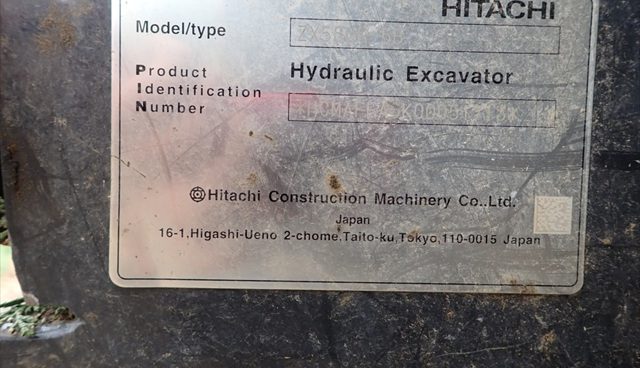 HITACHI
Model/type
Product Hydraulic Excavator
Identification
Number
Hitachi Construction Machinery Co.,Ltd.
Japan
16-1,Higashi-Ueno 2-chome,Taito-ku,Tokyo,110-0015 Japan